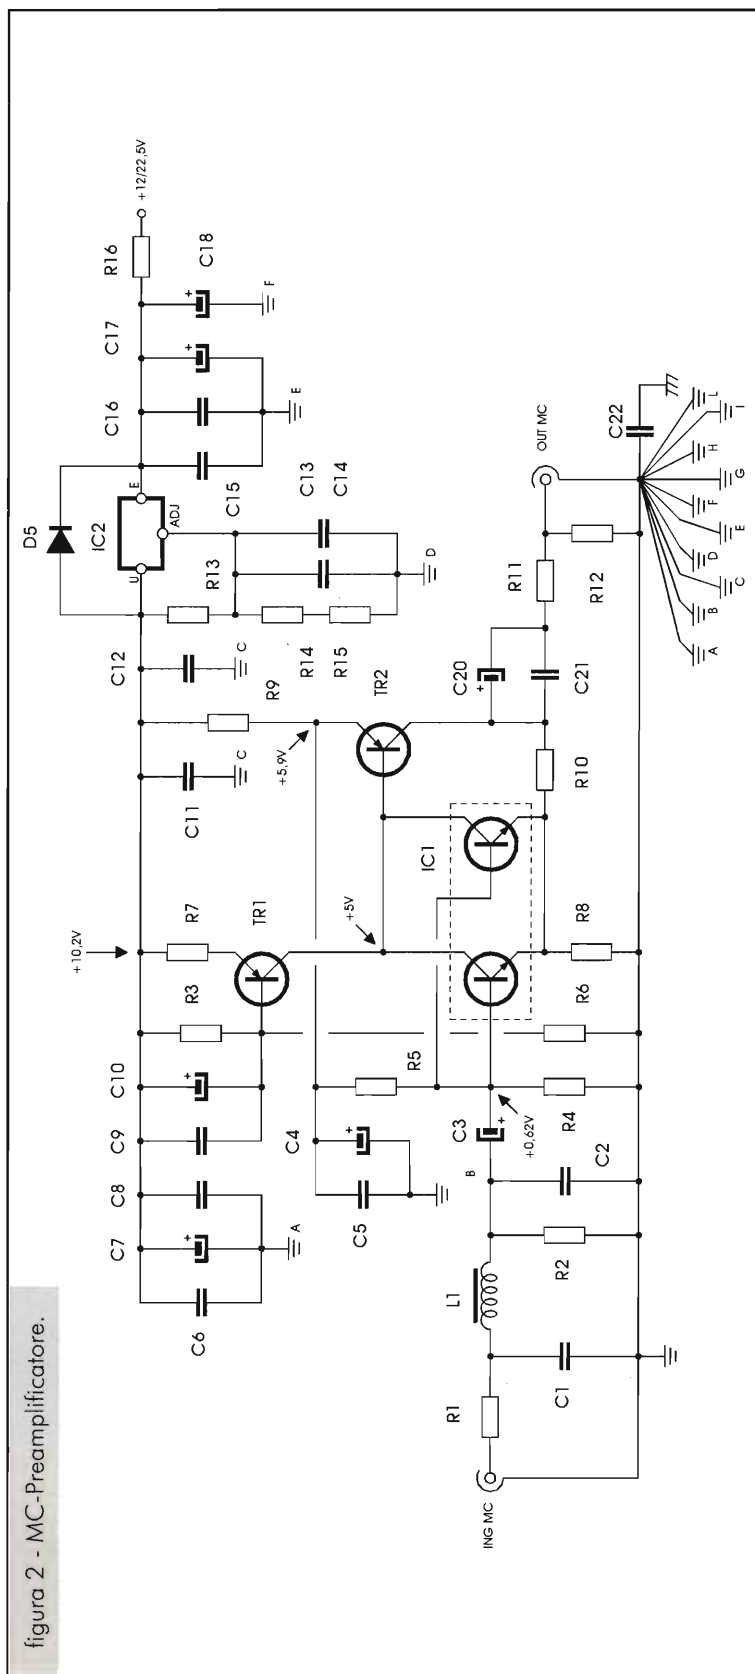 figura 2 - MC-Preamplificatore.
D5
+12/22,5V
R16
C18
C17
C16
C15
IC2
U
E
ADJ
F
E
C13
C14
R13
R14
R15
D
C12
C
R9
+5,9V
TR2
C11
C
+10,2V
R7
TR1
+5V
IC1
R3
C10
C9
C8
C7
C6
A
C4
C5
R5
C20
C21
R11
R12
OUT MC
C22
R10
R8
R6
R4
+0,62V
C3
B
C2
R2
L1
C1
R1
ING MC
A
B
C
D
E
F
G
H
I
L